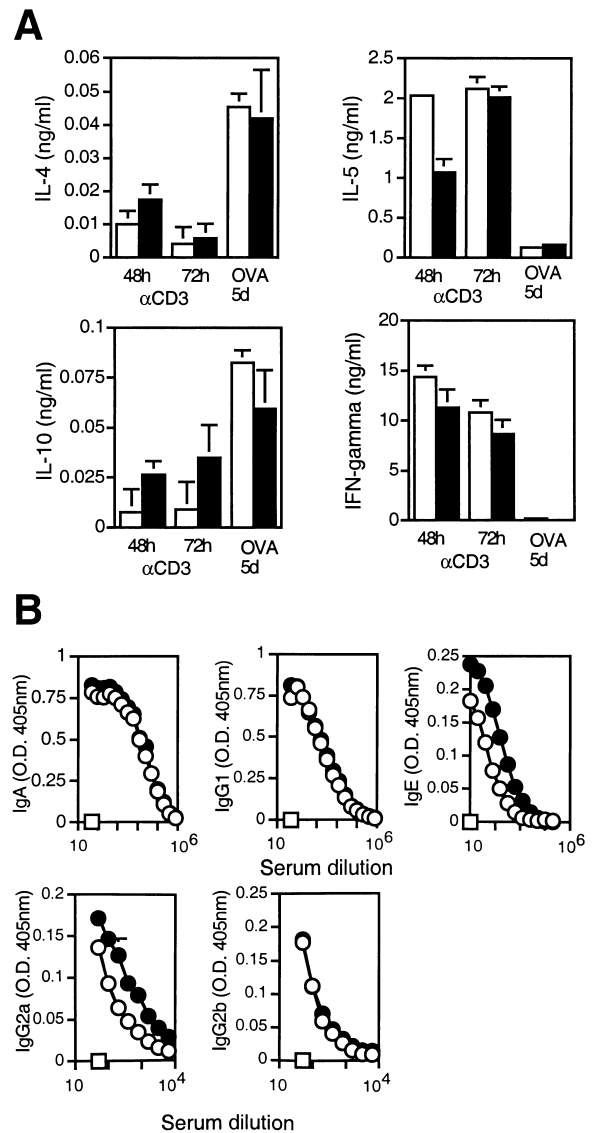 A
IL-4 (ng/ml)
0.06
0.05
0.04
0.03
0.02
0.01
0
48h 72h OVA
αCD3 5d
IL-5 (ng/ml)
2.5
2
1.5
1
0.5
0
48h 72h OVA
αCD3 5d
IL-10 (ng/ml)
0.1
0.075
0.05
0.025
0
48h 72h OVA
αCD3 5d
IFN-gamma (ng/ml)
20
15
10
5
0
48h 72h OVA
αCD3 5d
B
IgA (O.D. 405nm)
1
0.75
0.5
0.25
0
10 10⁶
IgG1 (O.D. 405nm)
1
0.75
0.5
0.25
0
10 10⁶
IgE (O.D. 405nm)
0.25
0.2
0.15
0.1
0.05
0
10 10⁶
Serum dilution
IgG2a (O.D. 405nm)
0.2
0.15
0.1
0.05
0
10 10⁴
IgG2b (O.D. 405nm)
0.25
0.2
0.15
0.1
0.05
0
10 10⁴
Serum dilution